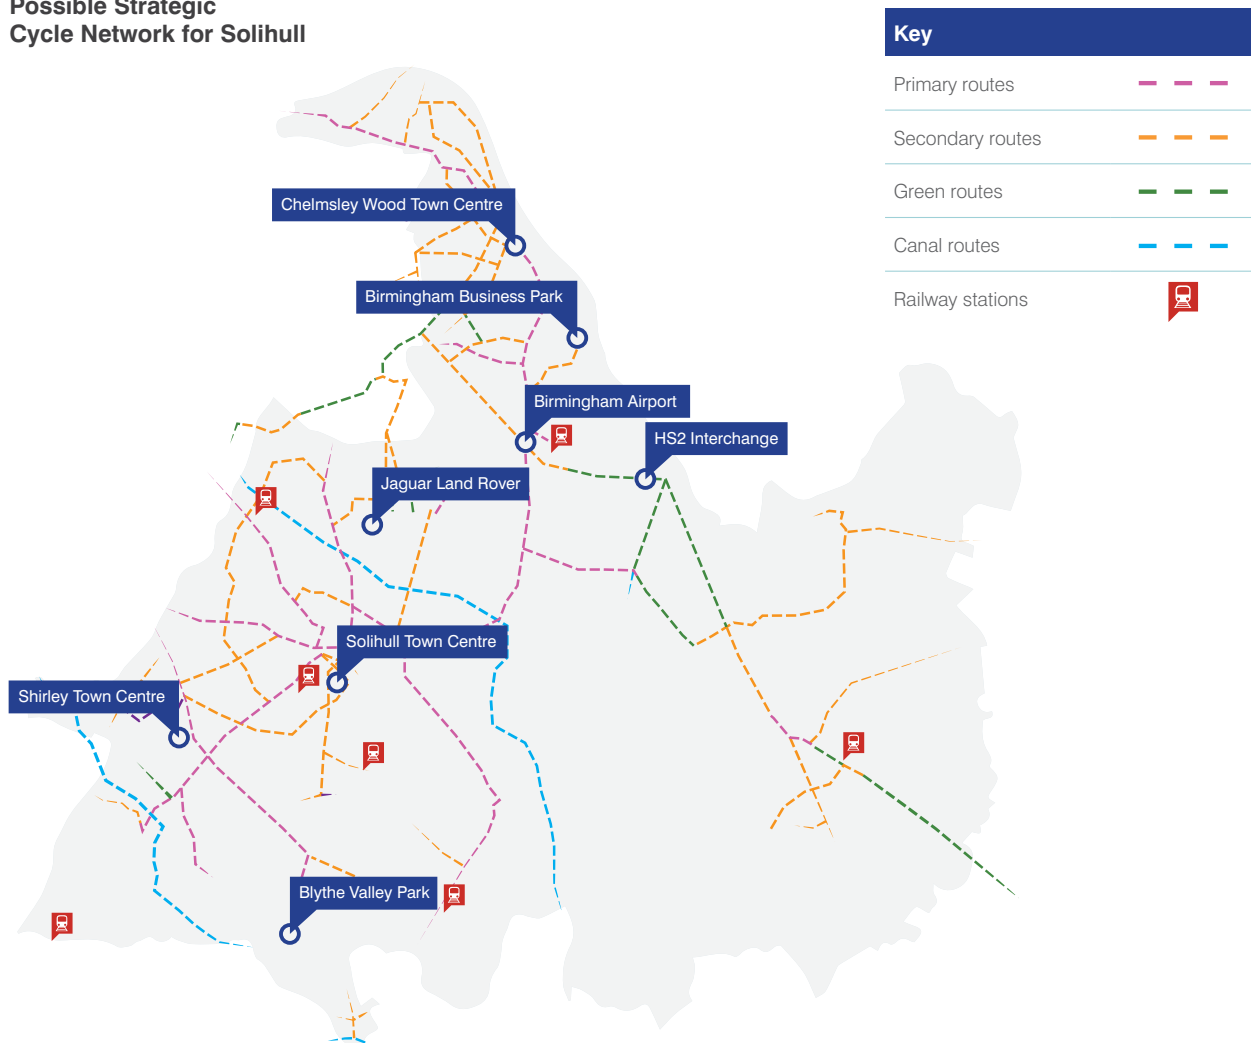 Possible Strategic
Cycle Network for Solihull
Key
Primary routes
Secondary routes
Green routes
Canal routes
Railway stations
Chelmsley Wood Town Centre
Birmingham Business Park
Birmingham Airport
HS2 Interchange
Jaguar Land Rover
Solihull Town Centre
Shirley Town Centre
Blythe Valley Park